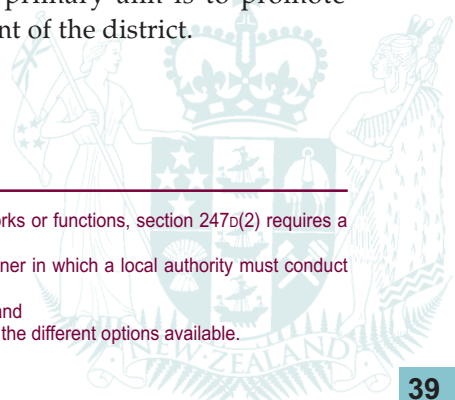 primary aim is to promote
nt of the district.
rks or functions, section 247D(2) requires a
ner in which a local authority must conduct
and
the different options available.
NEW ZEALAND
39